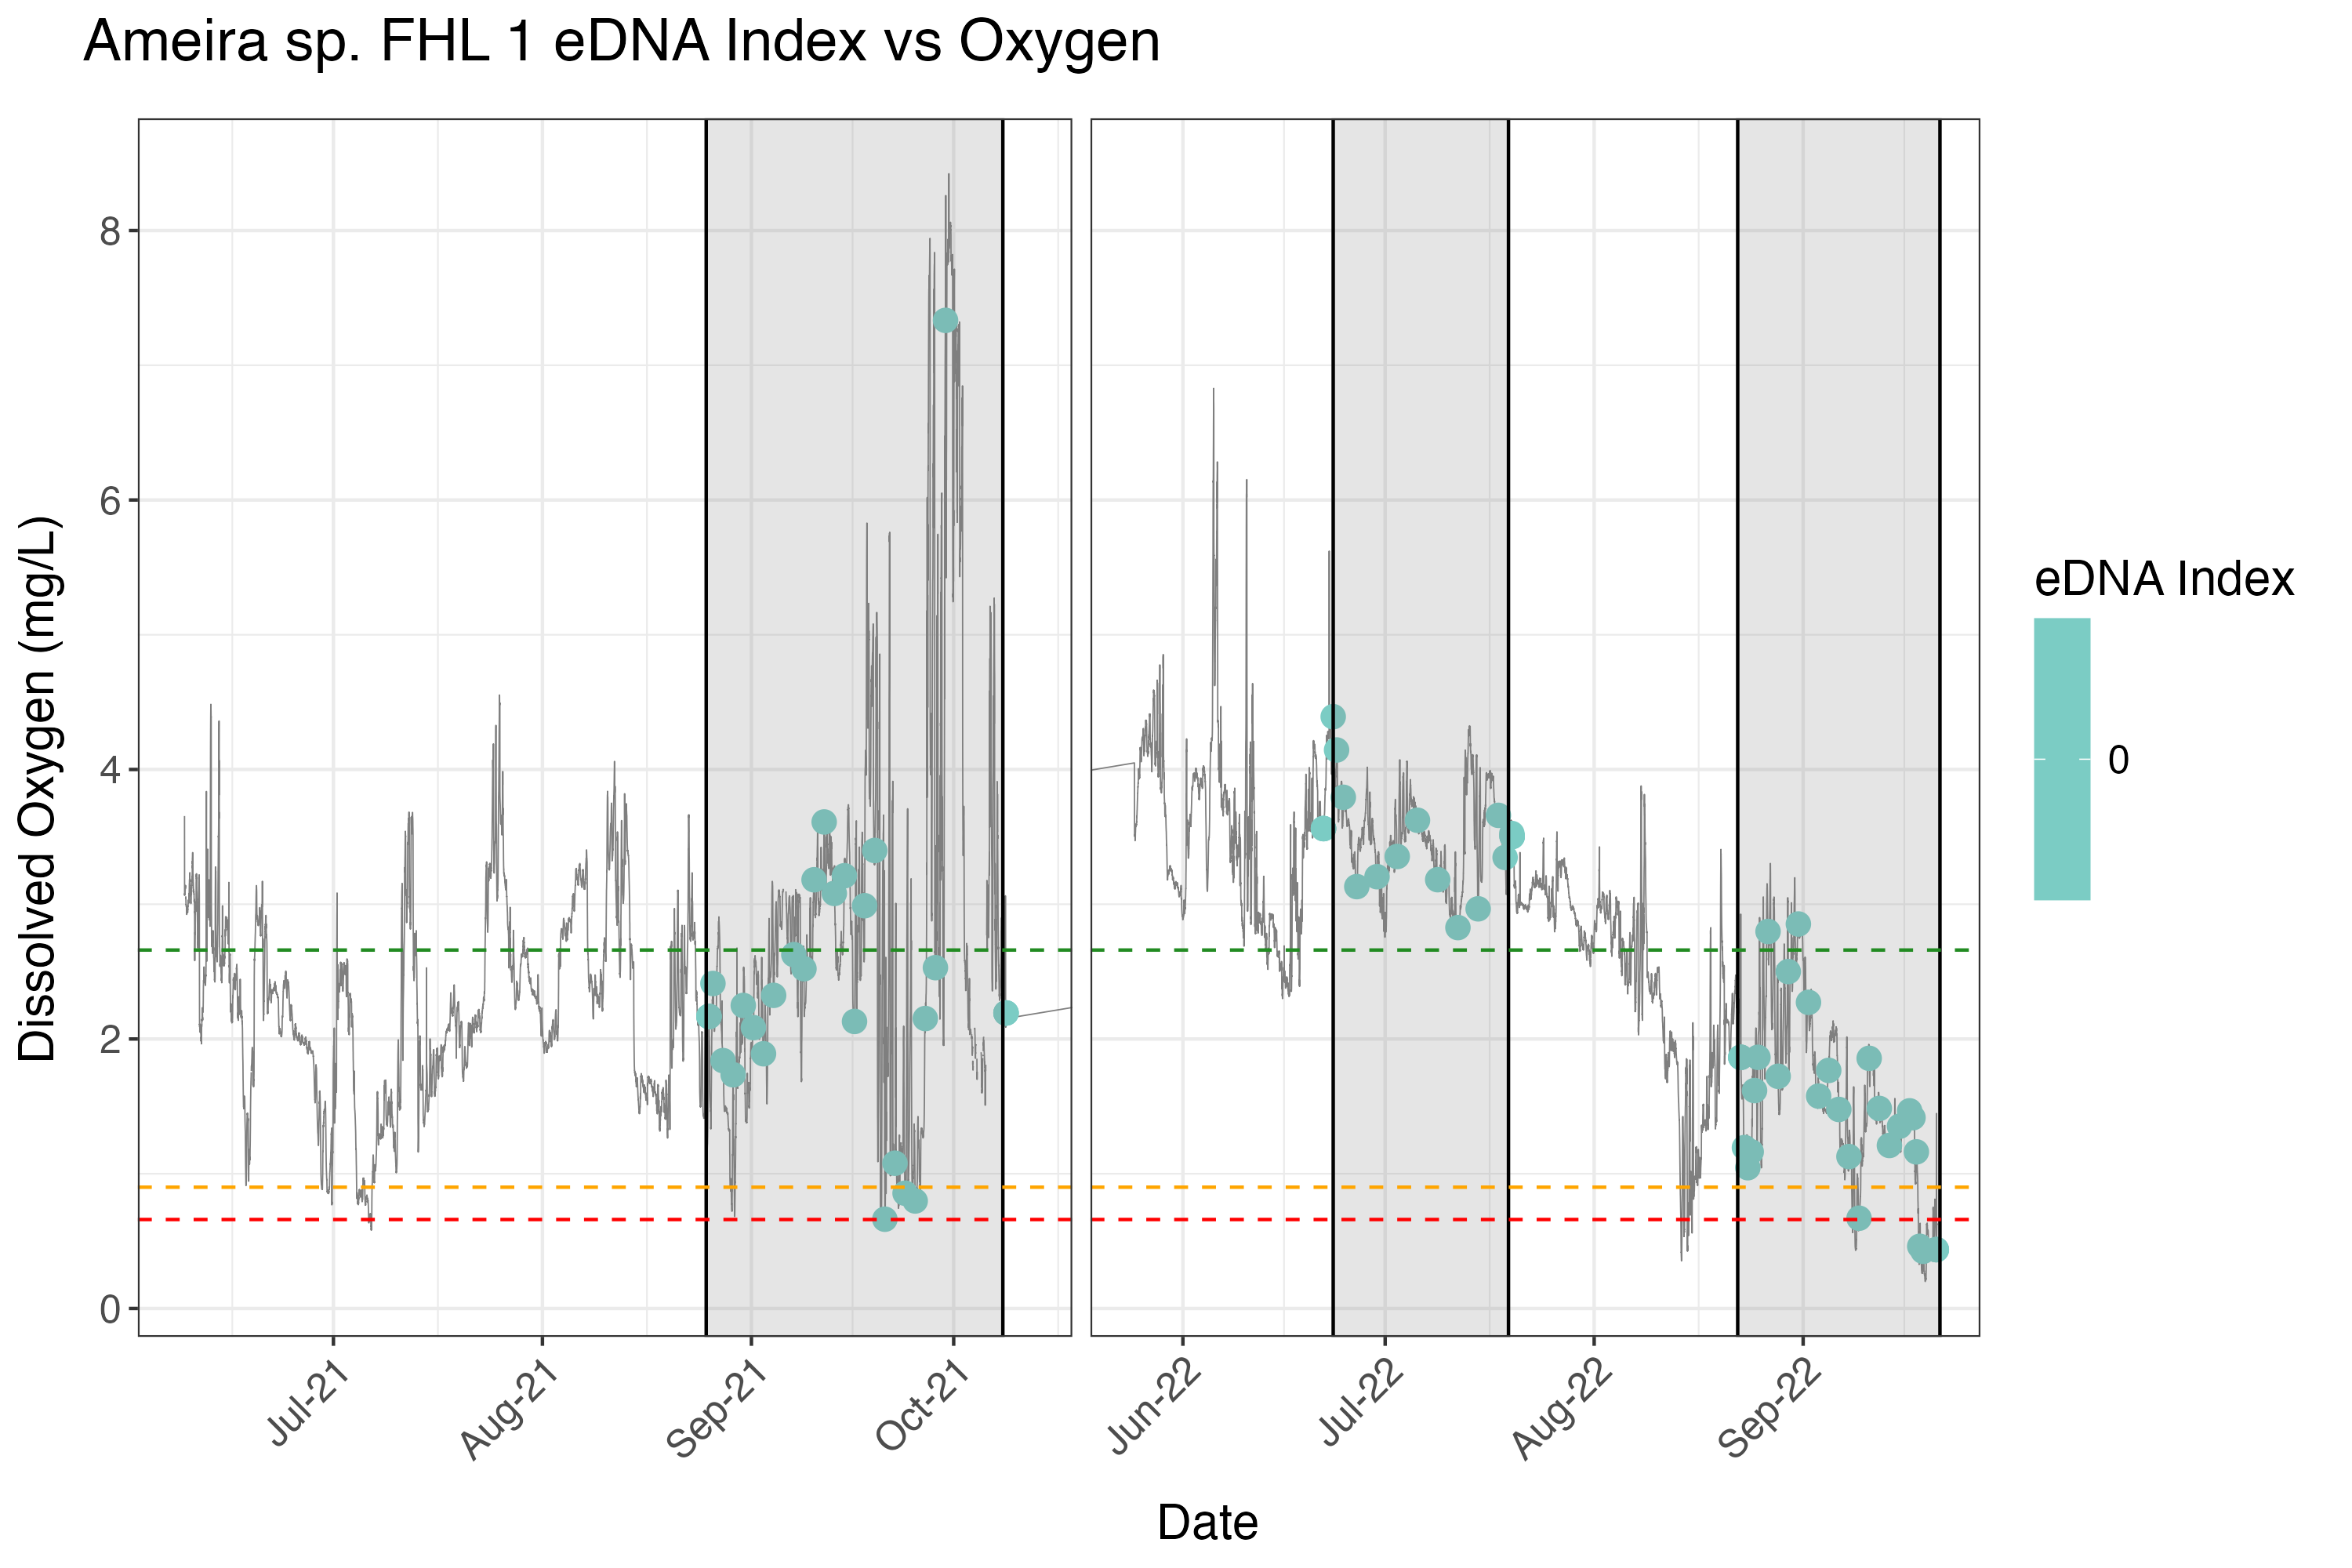 Ameira sp. FHL 1 eDNA Index vs Oxygen
Dissolved Oxygen (mg/L)
8
6
4
2
0
Jul-21
Aug-21
Sep-21
Oct-21
Jun-22
Jul-22
Aug-22
Sep-22
Date
eDNA Index
0